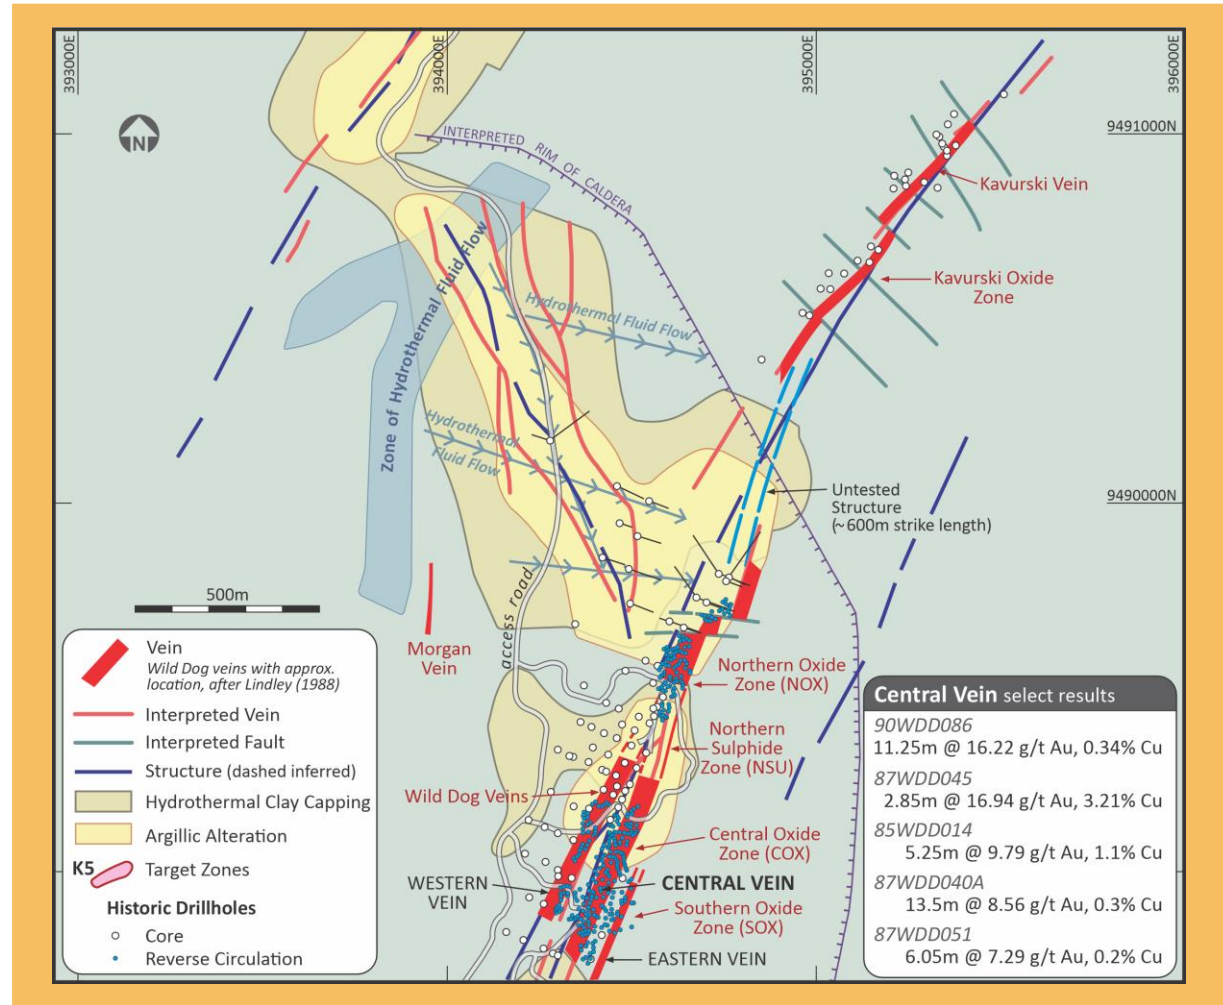 393000E
394000E
395000E
396000E
9491000N
N
INTERPRETED RIM OF CALDERA
Kavurski Vein
Kavurski Oxide
Zone
Zone of Hydrothermal Fluid Flow
Hydrothermal Fluid Flow
Hydrothermal
Fluid Flow
9490000N
Untested
Structure
(~600m strike length)
500m
access road
Morgan
Vein
Northern Oxide
Zone (NOX)
Northern
Sulphide
Zone (NSU)
Wild Dog Veins
Central Oxide
Zone (COX)
WESTERN
VEIN
CENTRAL VEIN
Southern Oxide
Zone (SOX)
EASTERN VEIN
Vein
Wild Dog veins with approx.
location, after Lindley (1988)
Interpreted Vein
Interpreted Fault
Structure (dashed inferred)
Hydrothermal Clay Capping
Argillic Alteration
K5 Target Zones
Historic Drillholes
Core
Reverse Circulation
Central Vein select results
90WDD086
11.25m @ 16.22 g/t Au, 0.34% Cu
87WDD045
2.85m @ 16.94 g/t Au, 3.21% Cu
85WDD014
5.25m @ 9.79 g/t Au, 1.1% Cu
87WDD040A
13.5m @ 8.56 g/t Au, 0.3% Cu
87WDD051
6.05m @ 7.29 g/t Au, 0.2% Cu